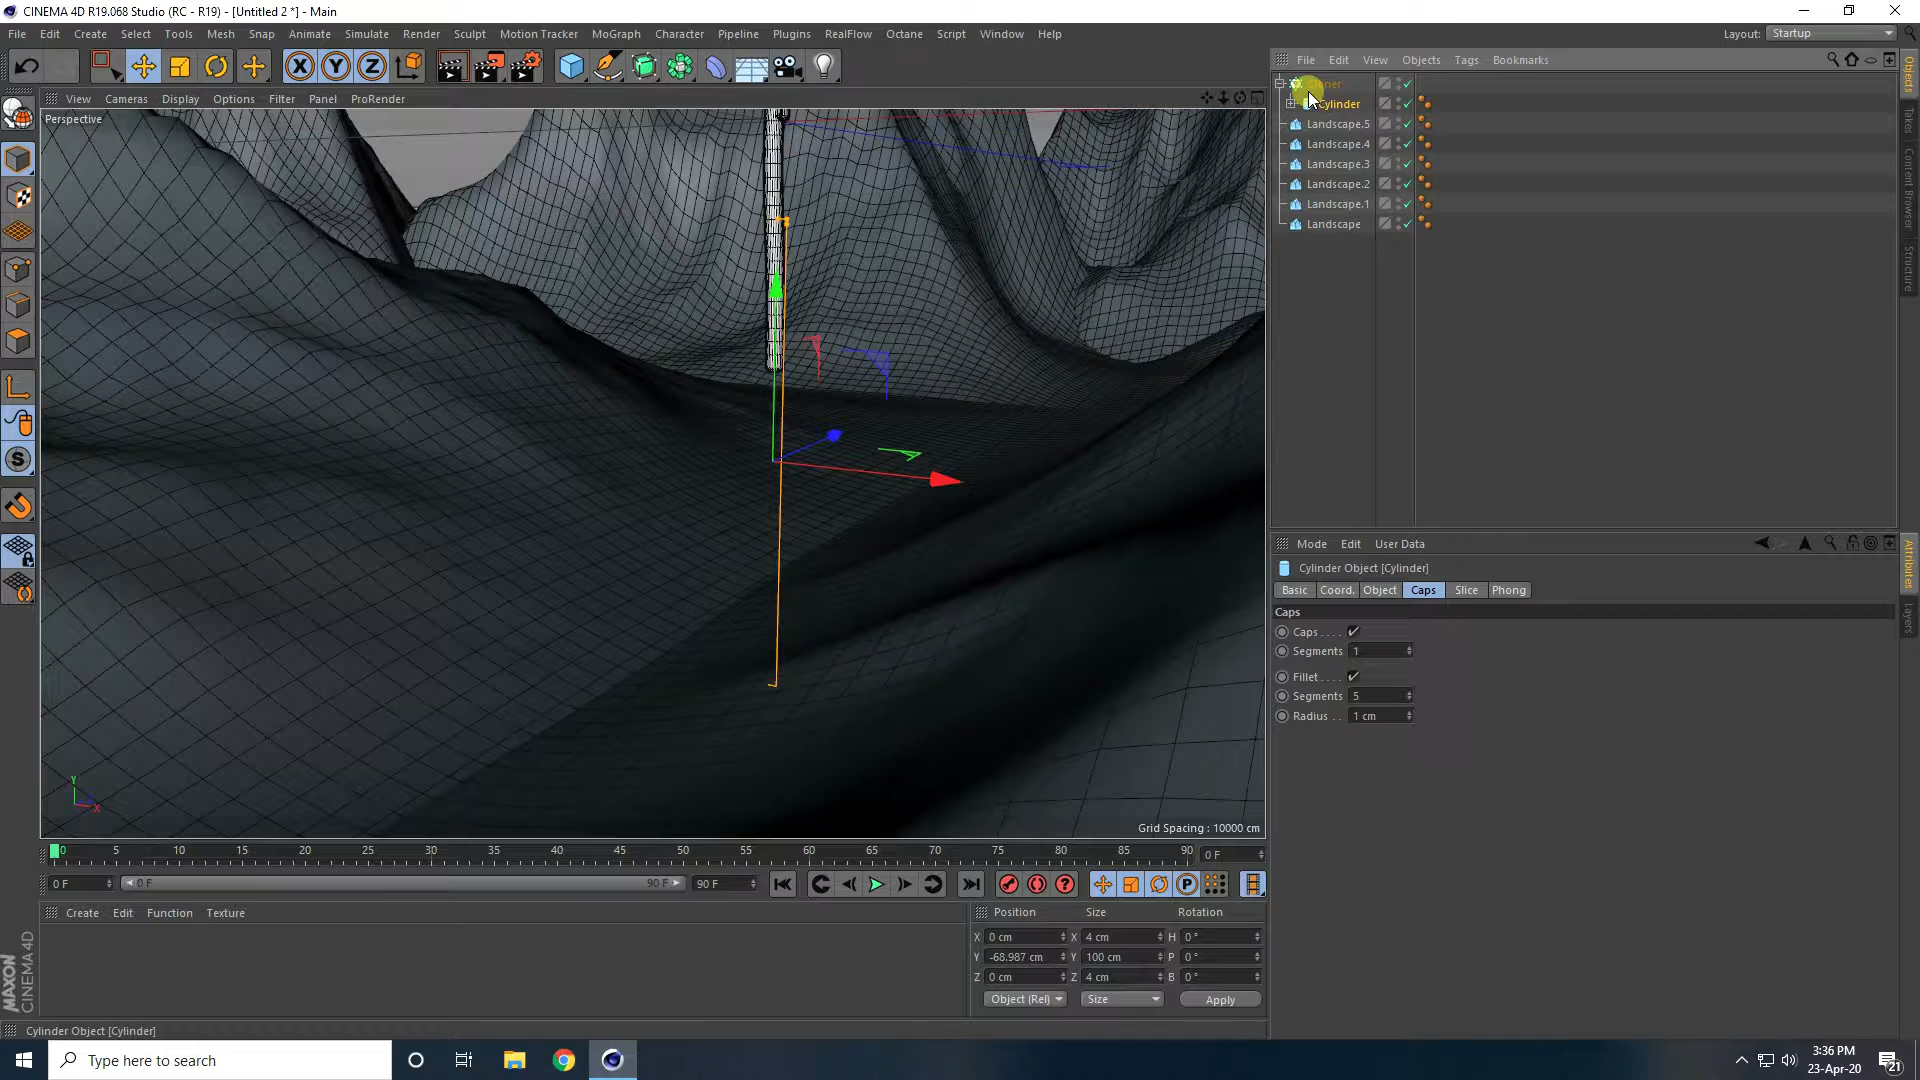 CINEMA 4D R19.068 Studio (RC - R19) - [Untitled 2 *] - Main
File Edit Create Select Tools Mesh Snap Animate Simulate Render Sculpt Motion Tracker MoGraph Character Pipeline Plugins RealFlow Octane Script Window Help
Layout: Startup
File Edit View Objects Tags Bookmarks
View Cameras Display Options Filter Panel ProRender
Perspective
Cylinder
Landscape.5
Landscape.4
Landscape.3
Landscape.2
Landscape.1
Landscape
Objects
Takes
Content Browser
Structure
Mode Edit User Data
Cylinder Object [Cylinder]
Basic Coord. Object Caps Slice Phong
Caps
Caps . . . .
Segments 1
Fillet . . . .
Segments 5
Radius . . 1 cm
Attributes
Layers
Y
X
Grid Spacing : 10000 cm
0 5 10 15 20 25 30 35 40 45 50 55 60 65 70 75 80 85 90 0 F
0 F 0 F 90 F 90 F
Create Edit Function Texture
Position Size Rotation
X 0 cm X 4 cm H 0 °
Y -68.987 cm Y 100 cm P 0 °
Z 0 cm Z 4 cm B 0 °
Object (Rel) Size Apply
MAXON
CINEMA 4D
Cylinder Object [Cylinder]
Type here to search
3:36 PM
23-Apr-20
21